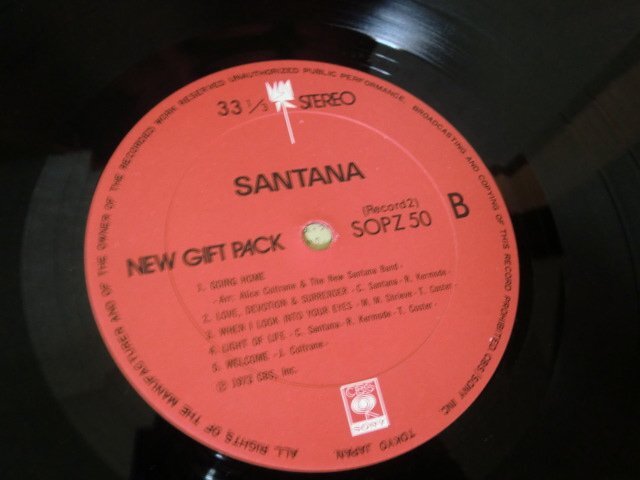 ALL RIGHTS OF THE MANUFACTURER AND OF THE OWNER OF THE RECORDED WORK RESERVED UNAUTHORIZED PUBLIC PERFORMANCE, BROADCASTING AND COPYING OF THIS RECORD PROHIBITED CBS/SONY INC. TOKYO JAPAN.
33 1/3 STEREO
SANTANA
(Record 2)
NEW GIFT PACK SOPZ 50 B
1. GOING HOME
-Arr. Alice Coltrane & The New Santana Band-
2. LOVE, DEVOTION & SURRENDER -C. Santana-R. Kermode-
3. WHEN I LOOK INTO YOUR EYES -M. M. Shrieve-T. Coster-
4. LIGHT OF LIFE -C. Santana-R. Kermode-T. Coster-
5. WELCOME -J. Coltrane-
Ⓟ 1973 CBS, Inc.
CBS
SONY